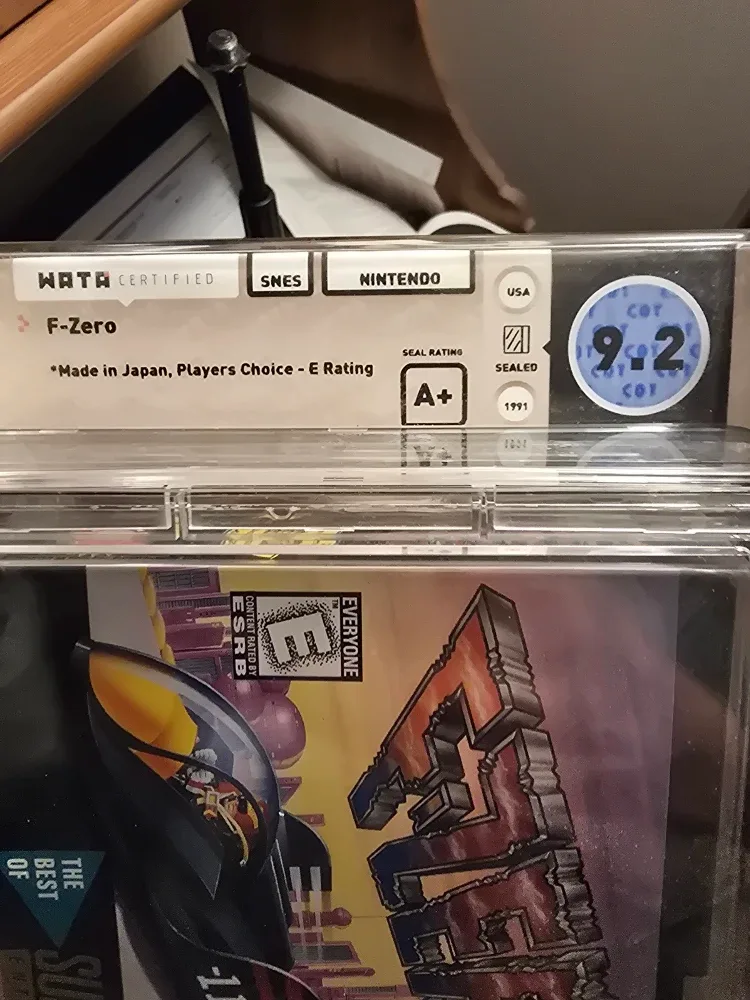 WATA CERTIFIED
SNES
NINTENDO
F-Zero
*Made in Japan, Players Choice - E Rating
SEAL RATING
A+
USA
SEALED
1991
9.2
EVERYONE
E
CONTENT RATED BY
ESRB
THE
BEST
OF